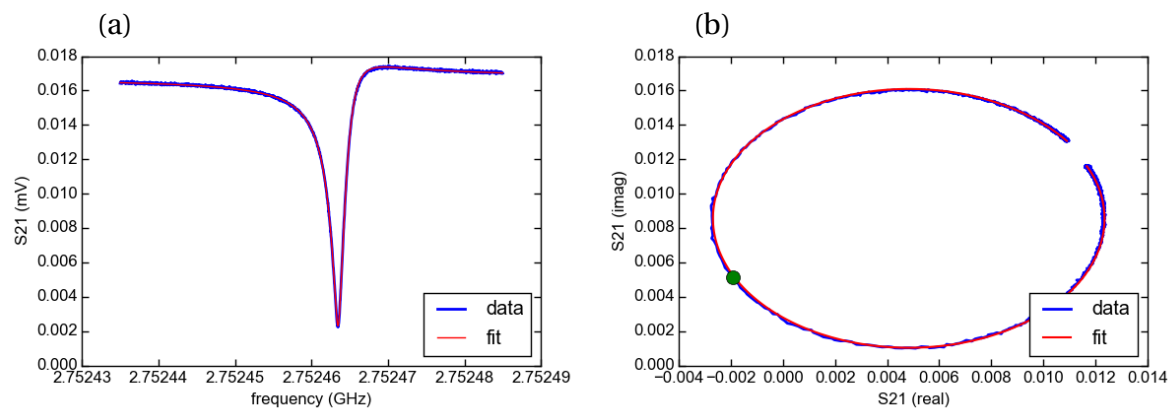 (a)
S21 (mV)
0.018
0.016
0.014
0.012
0.010
0.008
0.006
0.004
0.002
0.000
2.75243 2.75244 2.75245 2.75246 2.75247 2.75248 2.75249
frequency (GHz)
data
fit
(b)
S21 (imag)
0.018
0.016
0.014
0.012
0.010
0.008
0.006
0.004
0.002
0.000
−0.004 −0.002 0.000 0.002 0.004 0.006 0.008 0.010 0.012 0.014
S21 (real)
data
fit